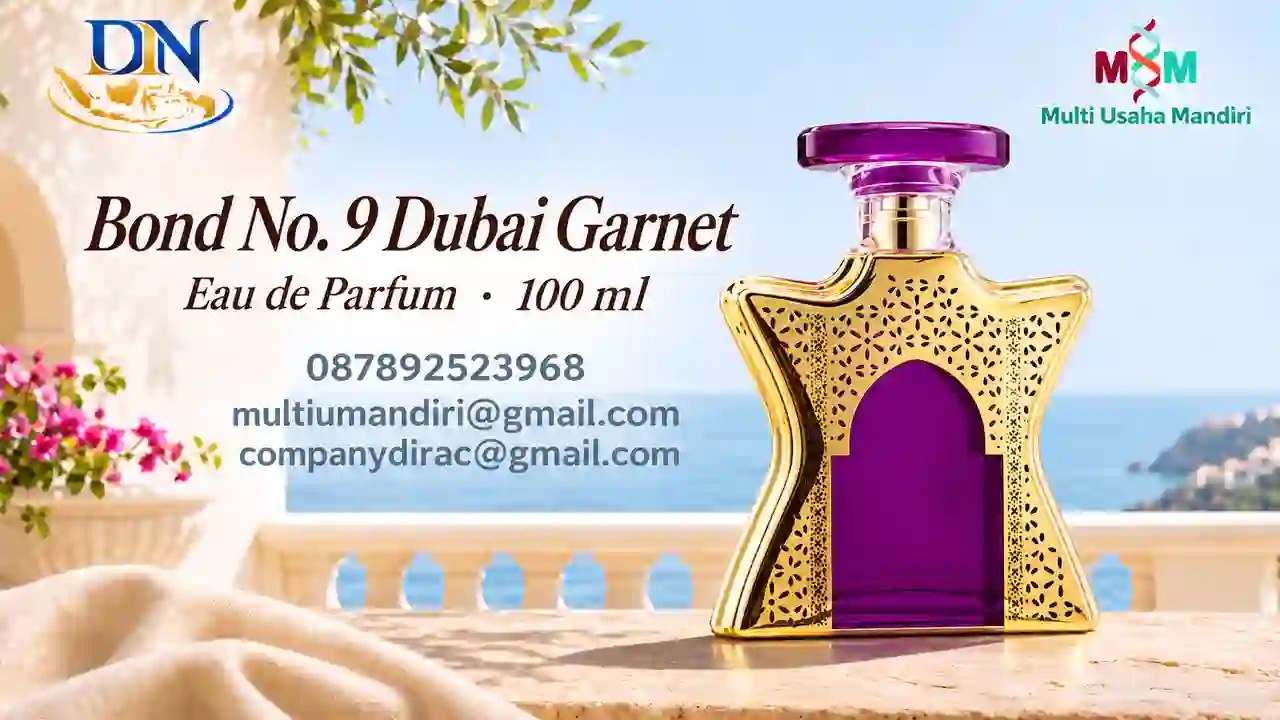 DN
MSM
Multi Usaha Mandiri
Bond No. 9 Dubai Garnet
Eau de Parfum · 100 ml
087892523968
multiumandiri@gmail.com
companydirac@gmail.com